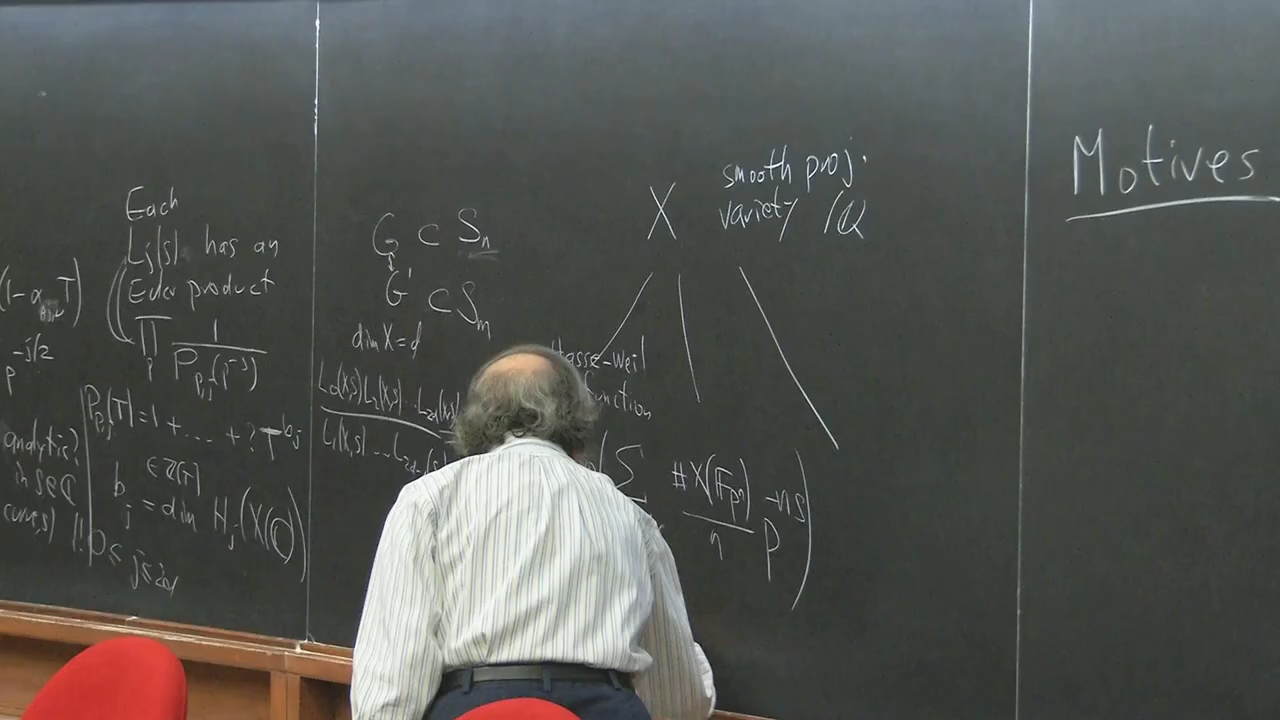 Each
L_j(s) has an
Euler product
∏_p 1 / P_{p,j}(p^{-s})
P_{p,j}(T) = 1 + ... + ? T^{b_j}
∈ Z[T]
b_j = dim H_j(X(C))
0 ≤ j ≤ 2d
p^{-j/2}
analytic?
in s∈C
G ⊂ S_n
G' ⊂ S_m
dim X = d
L_0(X,s) L_2(X,s) ... L_{2d}(X,s)
L_1(X,s) ... L_{2d-1}(s
X smooth proj.
variety /Q
Hasse-Weil
function
Σ #X(F_{p^n}) / n p^{-ns} )
Motives